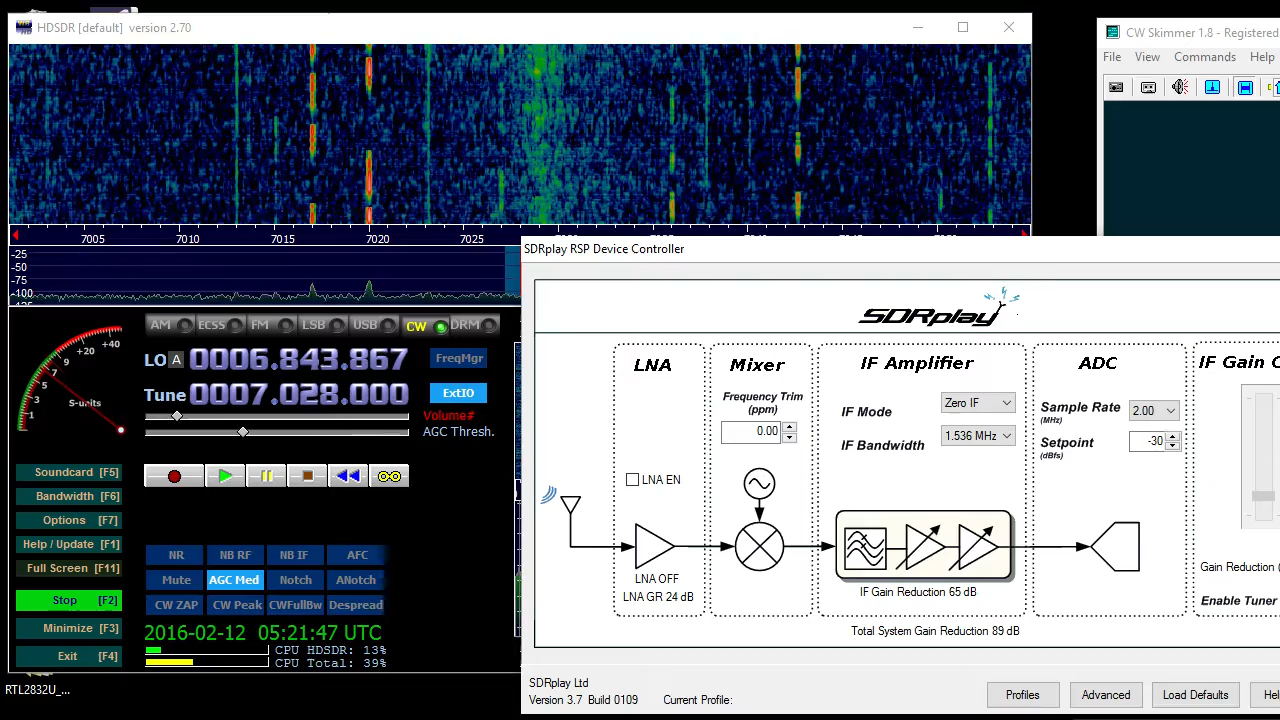 HDSDR [default] version 2.70
7005 7010 7015 7020 7025
-25
-50
-75
-100
AM ECSS FM LSB USB CW DRM
LO A 0006.843.867 FreqMgr
Tune 0007.028.000 ExtIO
Volume#
AGC Thresh.
+40
+20
9
7
5
3
1
S-units
Soundcard [F5]
Bandwidth [F6]
Options [F7]
Help / Update [F1]
Full Screen [F11]
Stop [F2]
Minimize [F3]
Exit [F4]
NR NB RF NB IF AFC
Mute AGC Med Notch ANotch
CW ZAP CW Peak CWFullBw Despread
2016-02-12 05:21:47 UTC
CPU HDSDR: 13%
CPU Total: 39%
RTL2832U_...
CW Skimmer 1.8 - Registered
File View Commands Help
SDRplay RSP Device Controller
SDRplay
LNA
LNA EN
LNA OFF
LNA GR 24 dB
Mixer
Frequency Trim
(ppm)
0.00
IF Amplifier
IF Mode Zero IF
IF Bandwidth 1.536 MHz
IF Gain Reduction 65 dB
ADC
Sample Rate 2.00
(MHz)
Setpoint -30
(dBfs)
IF Gain C
Gain Reduction (
Enable Tuner
Total System Gain Reduction 89 dB
SDRplay Ltd
Version 3.7 Build 0109 Current Profile:
Profiles Advanced Load Defaults Hel